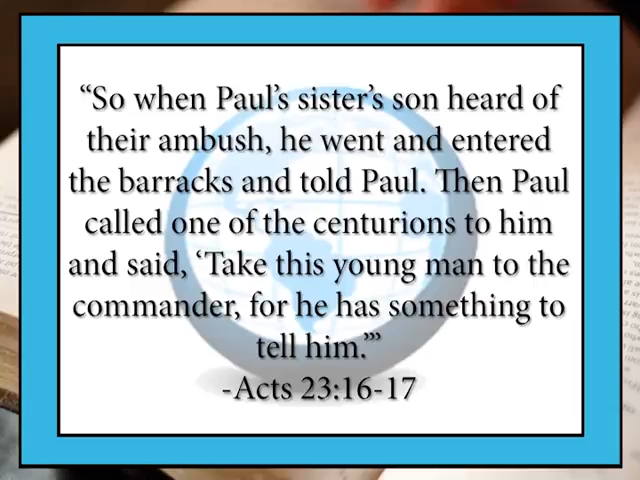 “So when Paul’s sister’s son heard of
their ambush, he went and entered
the barracks and told Paul. Then Paul
called one of the centurions to him
and said, ‘Take this young man to the
commander, for he has something to
tell him.’”
-Acts 23:16-17